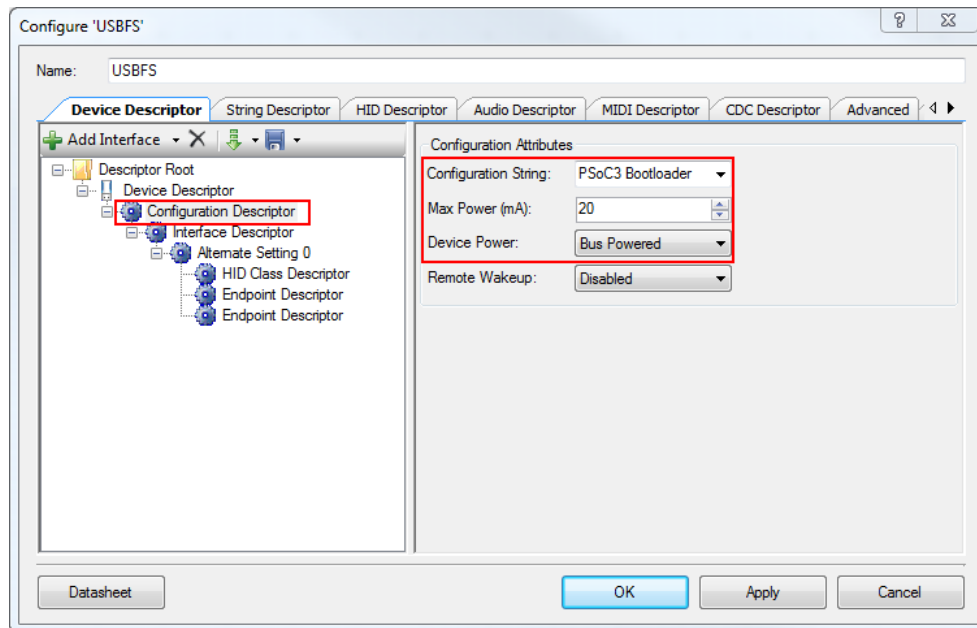 Configure 'USBFS'
Name: USBFS
Device Descriptor String Descriptor HID Descriptor Audio Descriptor MIDI Descriptor CDC Descriptor Advanced
Add Interface
Descriptor Root
Device Descriptor
Configuration Descriptor
Interface Descriptor
Alternate Setting 0
HID Class Descriptor
Endpoint Descriptor
Endpoint Descriptor
Configuration Attributes
Configuration String: PSoC3 Bootloader
Max Power (mA): 20
Device Power: Bus Powered
Remote Wakeup: Disabled
Datasheet OK Apply Cancel